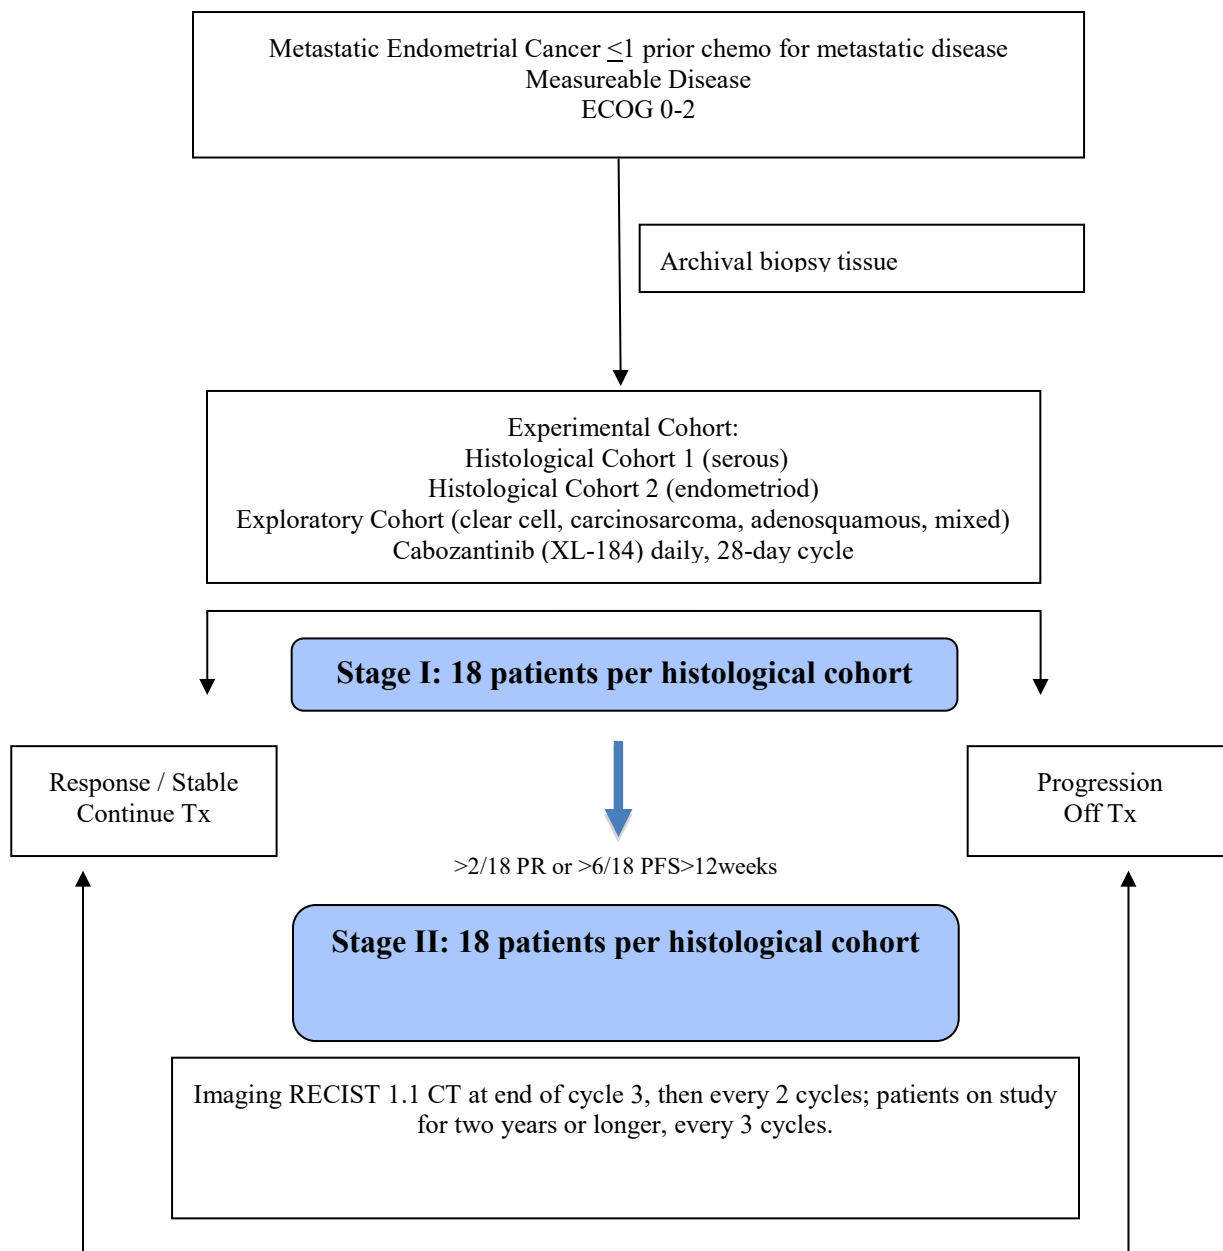 Metastatic Endometrial Cancer ≤1 prior chemo for metastatic disease
Measureable Disease
ECOG 0-2
Archival biopsy tissue
Experimental Cohort:
Histological Cohort 1 (serous)
Histological Cohort 2 (endometriod)
Exploratory Cohort (clear cell, carcinosarcoma, adenosquamous, mixed)
Cabozantinib (XL-184) daily, 28-day cycle
Stage I: 18 patients per histological cohort
Response / Stable
Continue Tx
Progression
Off Tx
>2/18 PR or >6/18 PFS>12weeks
Stage II: 18 patients per histological cohort
Imaging RECIST 1.1 CT at end of cycle 3, then every 2 cycles; patients on study
for two years or longer, every 3 cycles.